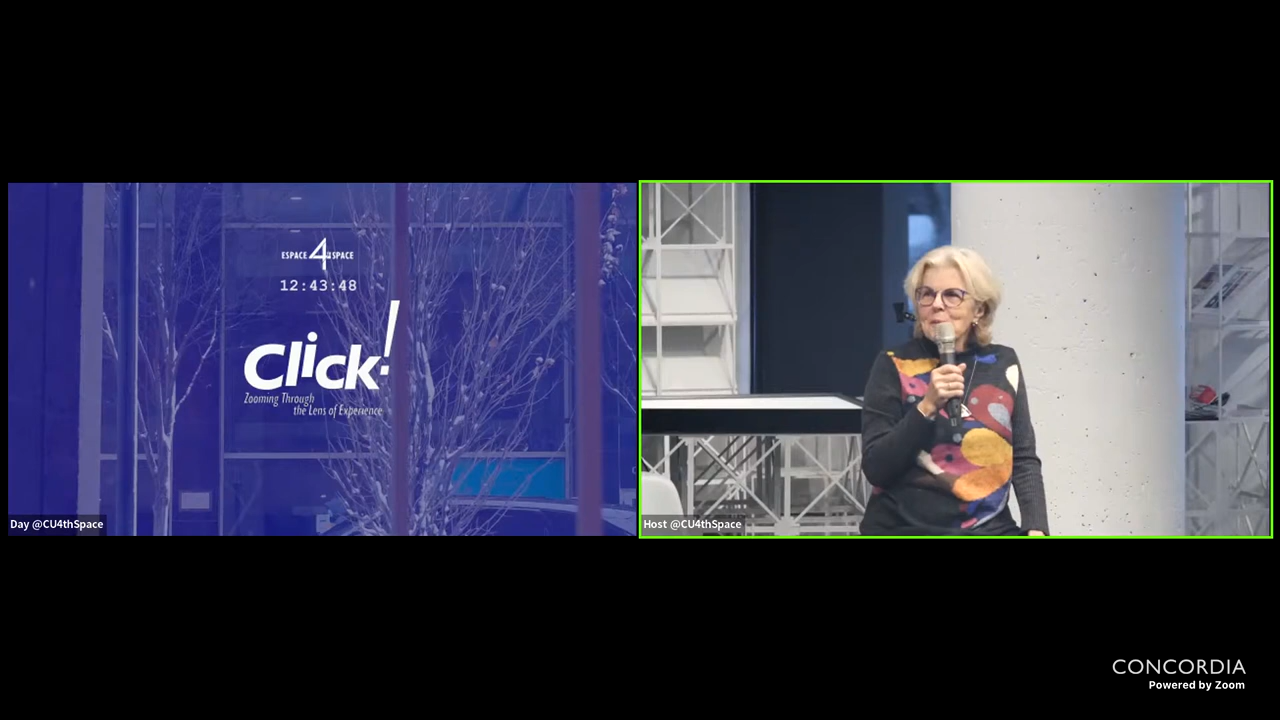 ESPACE 4TH SPACE
12:43:48
Click!
Zooming Through
the Lens of Experience
Day @CU4thSpace
Host @CU4thSpace
CONCORDIA
Powered by Zoom